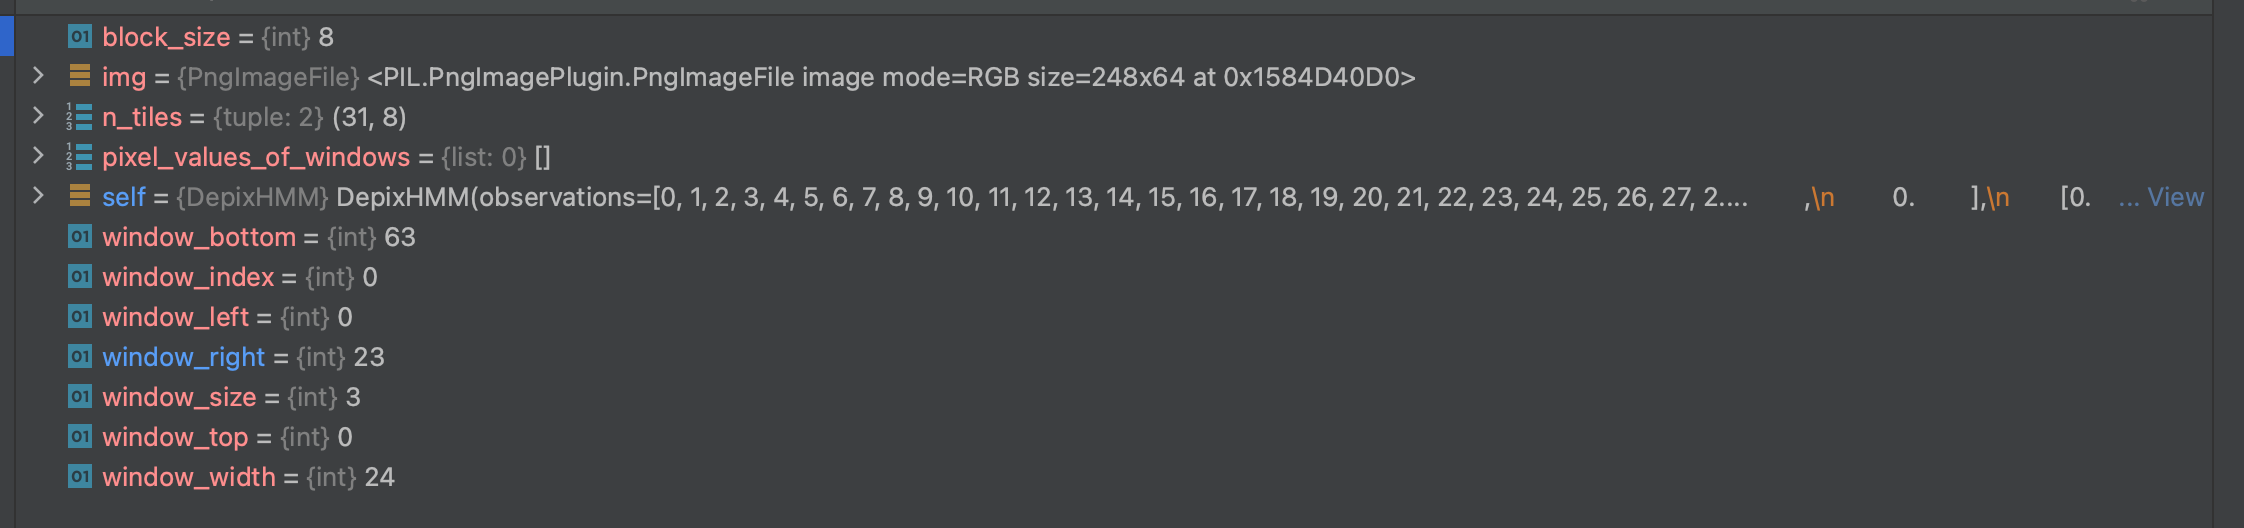 01 block_size = {int} 8
img = {PngImageFile} <PIL.PngImagePlugin.PngImageFile image mode=RGB size=248x64 at 0x1584D40D0>
n_tiles = {tuple: 2} (31, 8)
pixel_values_of_windows = {list: 0} []
self = {DepixHMM} DepixHMM(observations=[0, 1, 2, 3, 4, 5, 6, 7, 8, 9, 10, 11, 12, 13, 14, 15, 16, 17, 18, 19, 20, 21, 22, 23, 24, 25, 26, 27, 2.... ,\n 0. ],\n [0. ... View
01 window_bottom = {int} 63
01 window_index = {int} 0
01 window_left = {int} 0
01 window_right = {int} 23
01 window_size = {int} 3
01 window_top = {int} 0
01 window_width = {int} 24